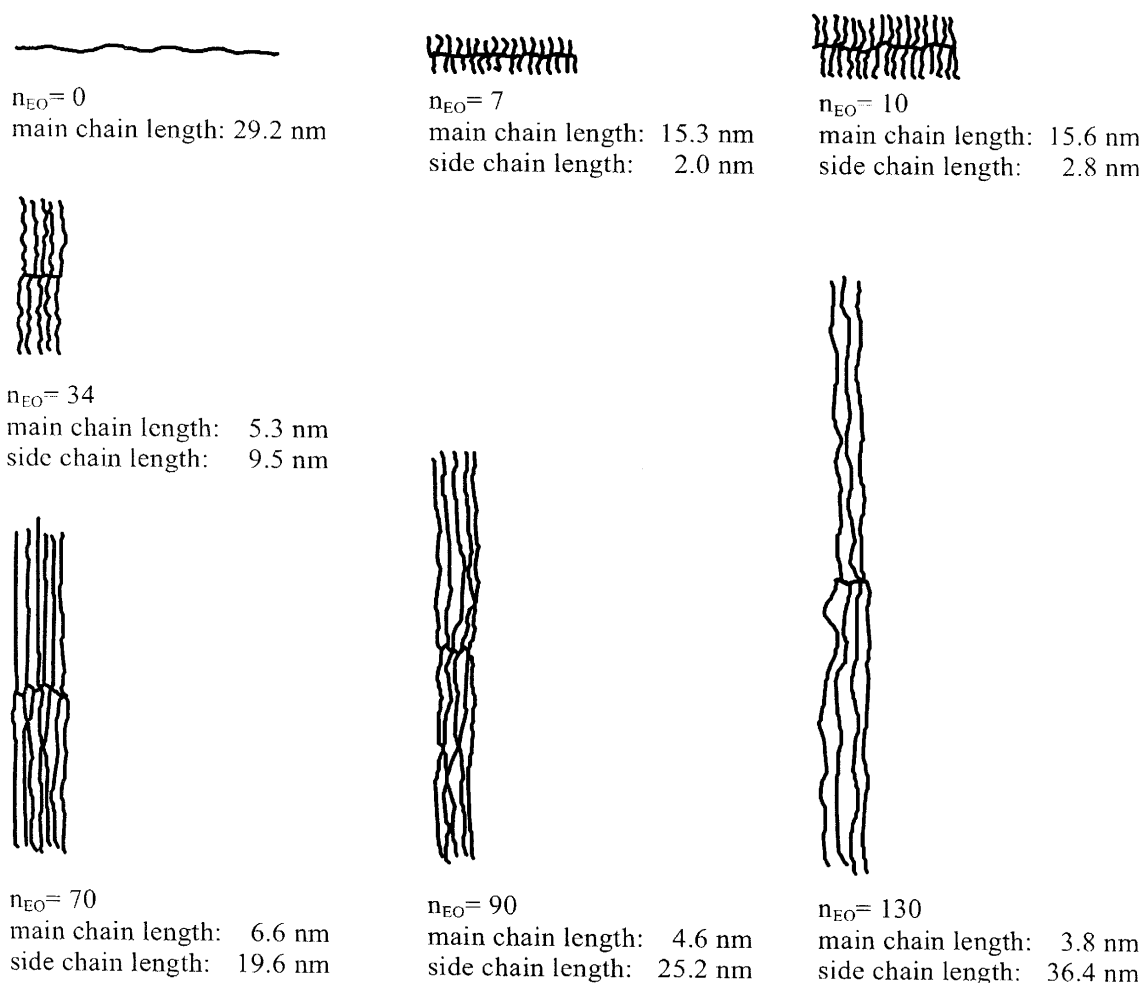 n_EO= 0
main chain length: 29.2 nm
n_EO= 7
main chain length: 15.3 nm
side chain length: 2.0 nm
n_EO= 10
main chain length: 15.6 nm
side chain length: 2.8 nm
n_EO= 34
main chain length: 5.3 nm
side chain length: 9.5 nm
n_EO= 70
main chain length: 6.6 nm
side chain length: 19.6 nm
n_EO= 90
main chain length: 4.6 nm
side chain length: 25.2 nm
n_EO= 130
main chain length: 3.8 nm
side chain length: 36.4 nm